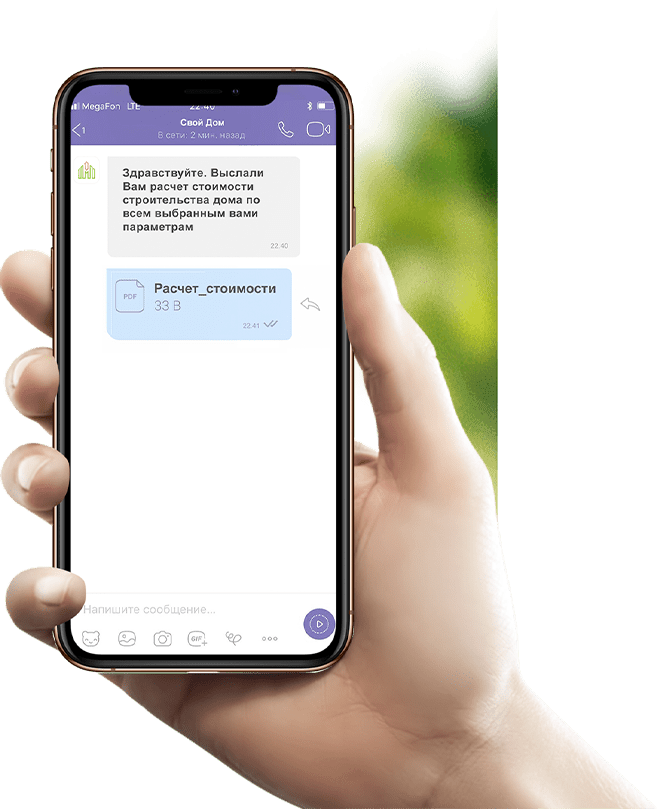 MegaFon LTE 22:40
1
Свой Дом
В сети: 2 мин. назад
Здравствуйте. Выслали
Вам расчет стоимости
строительства дома по
всем выбранным вами
параметрам
22.40
PDF
Расчет_стоимости
33 B
22.41
Напишите сообщение...
GIF